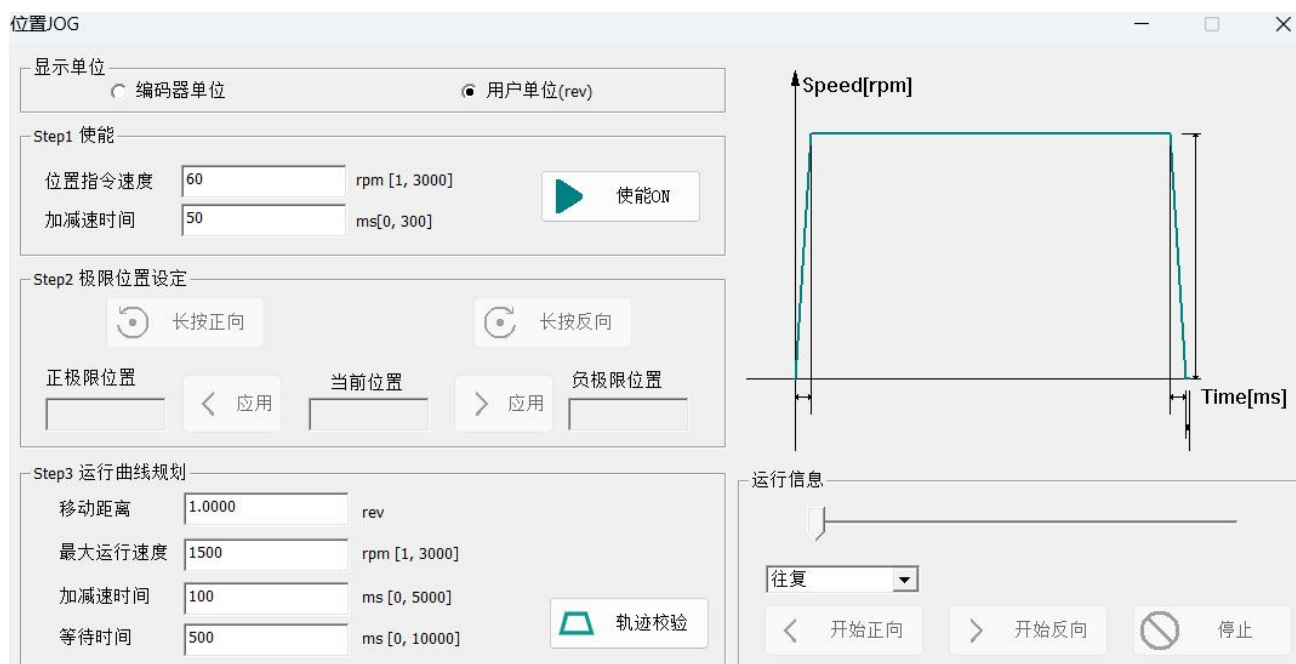 位置JOG
显示单位
编码器单位
用户单位(rev)
Step1 使能
位置指令速度 60 rpm [1, 3000]
加减速时间 50 ms[0, 300]
使能ON
Step2 极限位置设定
长按正向
长按反向
正极限位置
应用
当前位置
应用
负极限位置
Step3 运行曲线规划
移动距离 1.0000 rev
最大运行速度 1500 rpm [1, 3000]
加减速时间 100 ms [0, 5000]
等待时间 500 ms [0, 10000]
轨迹校验
Speed[rpm]
Time[ms]
运行信息
往复
开始正向
开始反向
停止